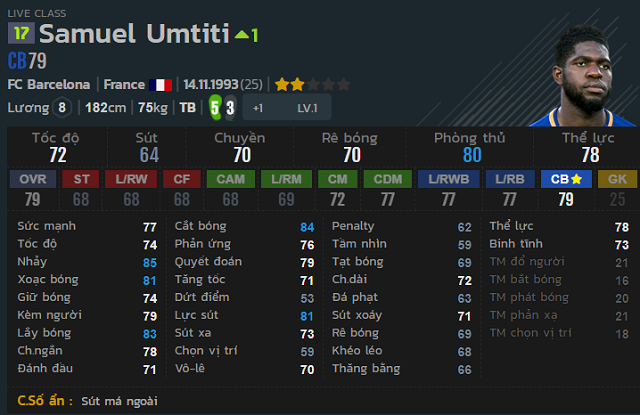 LIVE CLASS
17 Samuel Umtiti 1
CB79
FC Barcelona | France | 14.11.1993(25) |
Lương 8 | 182cm | 75kg | TB | 5 3 +1 LV.1
Tốc độ Sút Chuyền Rê bóng Phòng thủ Thể lực
72 64 70 70 80 78
OVR ST L/RW CF CAM L/RM CM CDM L/RWB L/RB CB GK
79 68 68 68 68 69 72 77 77 77 79 25
Sức mạnh 77 Cắt bóng 84 Penalty 62 Thể lực 78
Tốc độ 74 Phản ứng 76 Tầm nhìn 59 Bình tĩnh 73
Nhảy 85 Quyết đoán 79 Tạt bóng 69 TM đổ người 21
Xoạc bóng 81 Tăng tốc 71 Ch.dài 72 TM bắt bóng 16
Giữ bóng 74 Dứt điểm 53 Đá phạt 63 TM phát bóng 20
Kèm người 79 Lực sút 81 Sút xoáy 71 TM phản xạ 21
Lấy bóng 83 Sút xa 73 Rê bóng 69 TM chọn vị trí 18
Ch.ngắn 78 Chọn vị trí 59 Khéo léo 68
Đánh đầu 71 Vô-lê 70 Thăng bằng 66
C.Số ẩn : Sút má ngoài